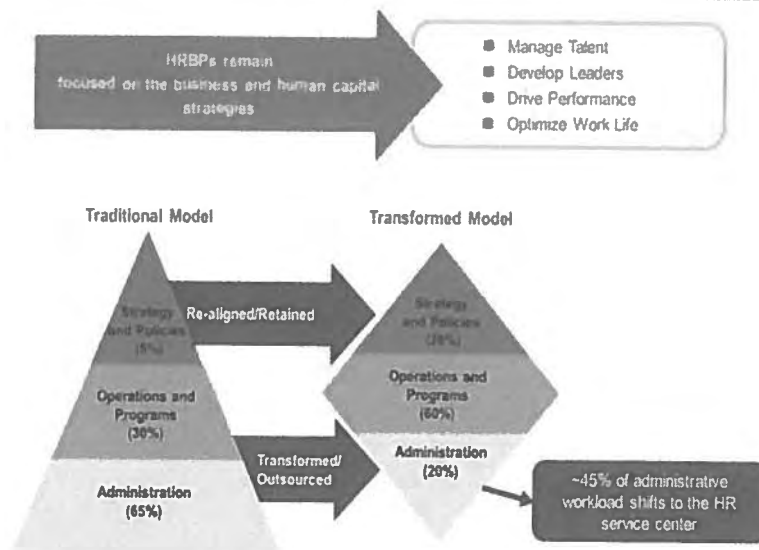 HRBPs remain
focused on the business and human capital
strategies
Manage Talent
Develop Leaders
Drive Performance
Optimize Work Life
Traditional Model
Transformed Model
Strategy
and Policies
(5%)
Re-aligned/Retained
Strategy
and Policies
Operations and
Programs
(30%)
Operations and
Programs
(60%)
Administration
(65%)
Transformed/
Outsourced
Administration
(20%)
~45% of administrative
workload shifts to the HR
service center